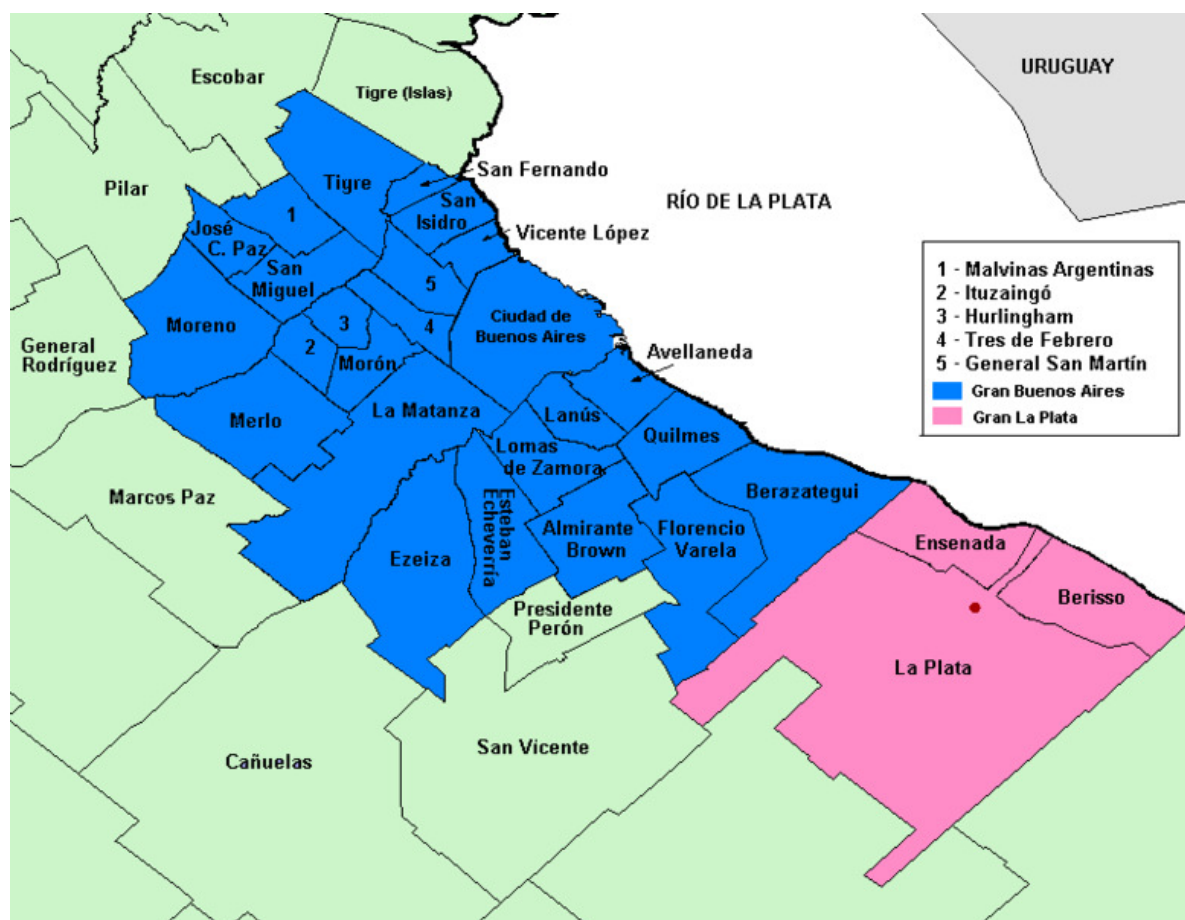 Escobar
URUGUAY
Tigre (Islas)
San Fernando
Pilar
Tigre
San
Isidro
RÍO DE LA PLATA
1
José
C. Paz
Vicente López
San
Miguel
5
1 - Malvinas Argentinas
2 - Ituzaingó
3 - Hurlingham
4 - Tres de Febrero
5 - General San Martín
Gran Buenos Aires
Gran La Plata
Ciudad de
Buenos Aires
Moreno
3
4
General
Rodríguez
2
Morón
Avellaneda
La Matanza
Merlo
Lanús
Quilmes
Lomas
de Zamora
Marcos Paz
Berazategui
Esteban
Echeverría
Almirante
Brown
Florencio
Varela
Ensenada
Ezeiza
Berisso
Presidente
Perón
La Plata
San Vicente
Cañuelas